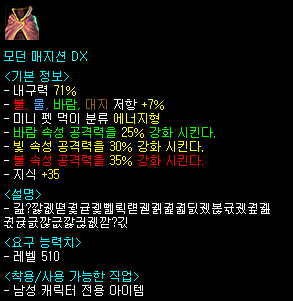 모던 매지션 DX
<기본 정보>
- 내구력 71%
- 불, 물, 바람, 대지 저항 +7%
- 미니 펫 먹이 분류 에너지형
- 바람 속성 공격력을 25% 강화 시킨다.
- 빛 속성 공격력을 30% 강화 시킨다.
- 불 속성 공격력을 35% 강화 시킨다.
- 지식 +35
<설명>
<요구 능력치>
- 레벨 510
<착용/사용 가능한 직업>
- 남성 캐릭터 전용 아이템